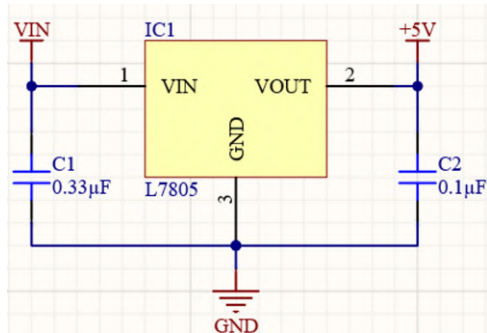 VIN
IC1
+5V
1
VIN
VOUT
2
GND
C1
0.33µF
L7805
3
C2
0.1µF
GND